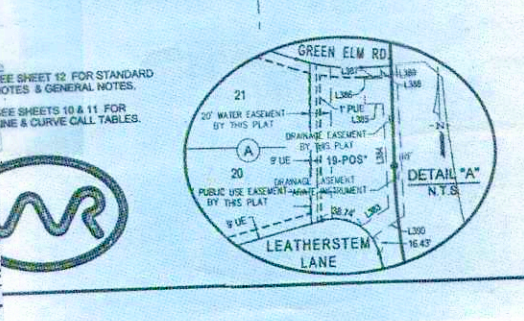 EE SHEET 12 FOR STANDARD
OTES & GENERAL NOTES.
EE SHEETS 10 & 11 FOR
INE & CURVE CALL TABLES.
GREEN ELM RD.
L387
L389
L388
L386
21
1' PUE
L385
20' WATER EASEMENT
BY THIS PLAT
DRAINAGE EASEMENT
BY THIS PLAT
N
A
9' UE
19-POS*
L384
20
DRAINAGE EASEMENT
DETAIL "A"
N.T.S.
PUBLIC USE EASEMENT
INSTRUMENT
BY THIS PLAT
38.74'
L383
9' UE
L390
16.43'
LEATHERSTEM
LANE